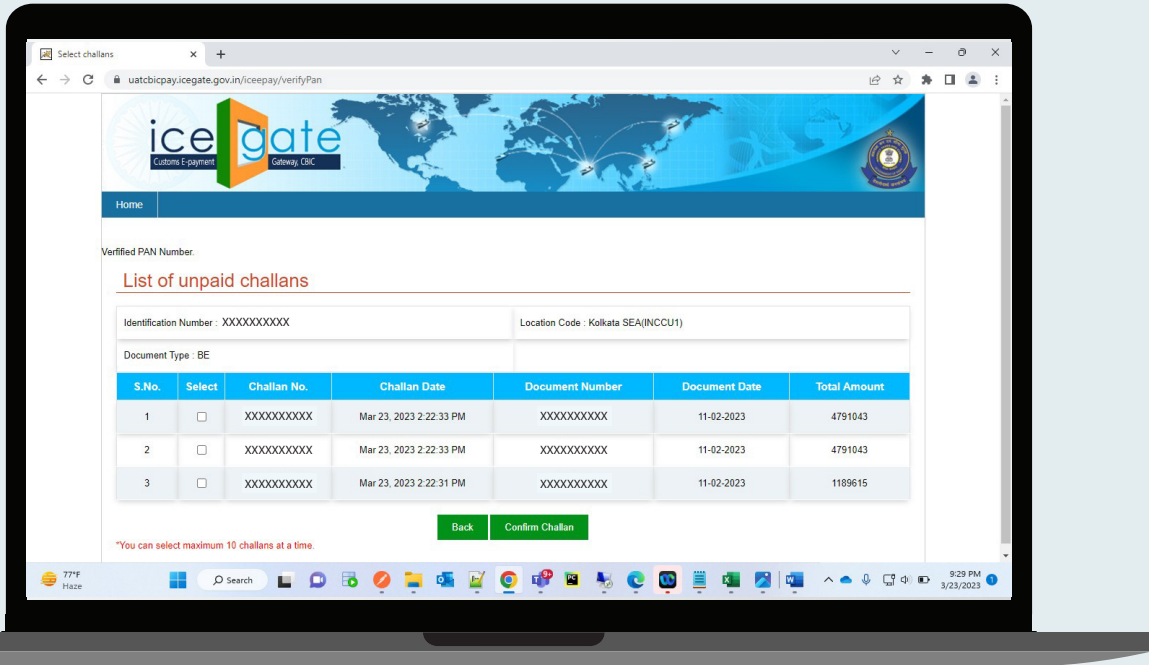 Select challans
uatcbicpay.icegate.gov.in/iceepay/verifyPan
ice gate
Customs E-payment Gateway, CBIC
Home
Verfified PAN Number.
List of unpaid challans
Identification Number : XXXXXXXXXX Location Code : Kolkata SEA(INCCU1)
Document Type : BE
S.No. Select Challan No. Challan Date Document Number Document Date Total Amount
1 XXXXXXXXXX Mar 23, 2023 2:22:33 PM XXXXXXXXXX 11-02-2023 4791043
2 XXXXXXXXXX Mar 23, 2023 2:22:33 PM XXXXXXXXXX 11-02-2023 4791043
3 XXXXXXXXXX Mar 23, 2023 2:22:31 PM XXXXXXXXXX 11-02-2023 1189615
Back Confirm Challan
*You can select maximum 10 challans at a time.
77°F
Haze
Search
9+
9:29 PM
3/23/2023
1